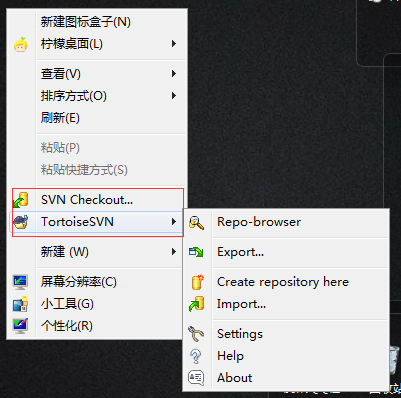 新建图标盒子(N)
柠檬桌面(L)
查看(V)
排序方式(O)
刷新(E)
粘贴(P)
粘贴快捷方式(S)
SVN Checkout...
TortoiseSVN
新建 (W)
屏幕分辨率(C)
小工具(G)
个性化(R)
Repo-browser
Export...
Create repository here
Import...
Settings
Help
About